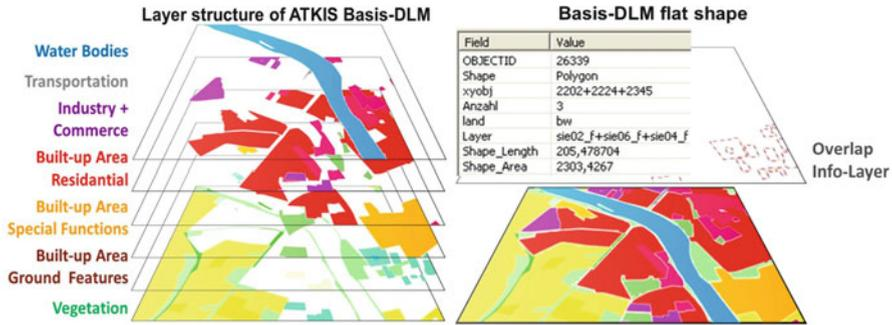 Layer structure of ATKIS Basis-DLM
Water Bodies
Transportation
Industry +
Commerce
Built-up Area
Residantial
Built-up Area
Special Functions
Built-up Area
Ground Features
Vegetation
Basis-DLM flat shape
Field Value
OBJECTID 26339
Shape Polygon
xyobj 2202+2224+2345
Anzahl 3
land bw
Layer sie02_f+sie06_f+sie04_f
Shape_Length 205,478704
Shape_Area 2303,4267
Overlap
Info-Layer